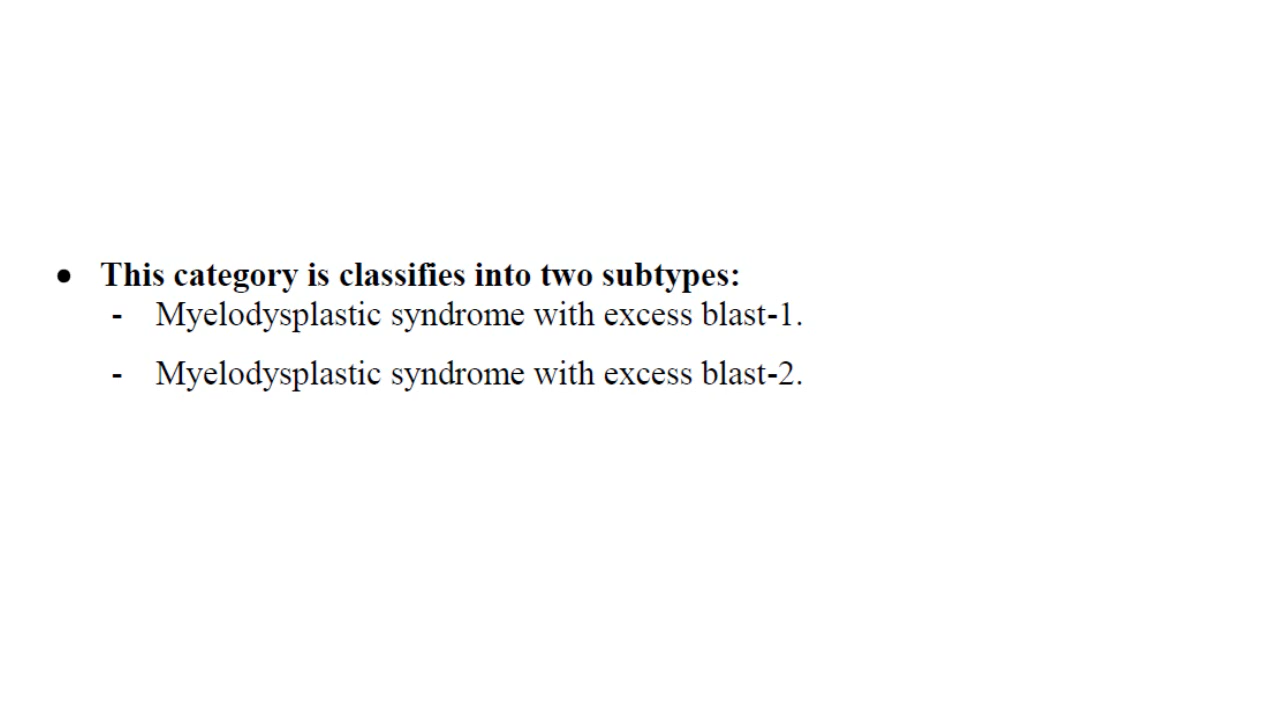 ● This category is classifies into two subtypes:
- Myelodysplastic syndrome with excess blast-1.
- Myelodysplastic syndrome with excess blast-2.